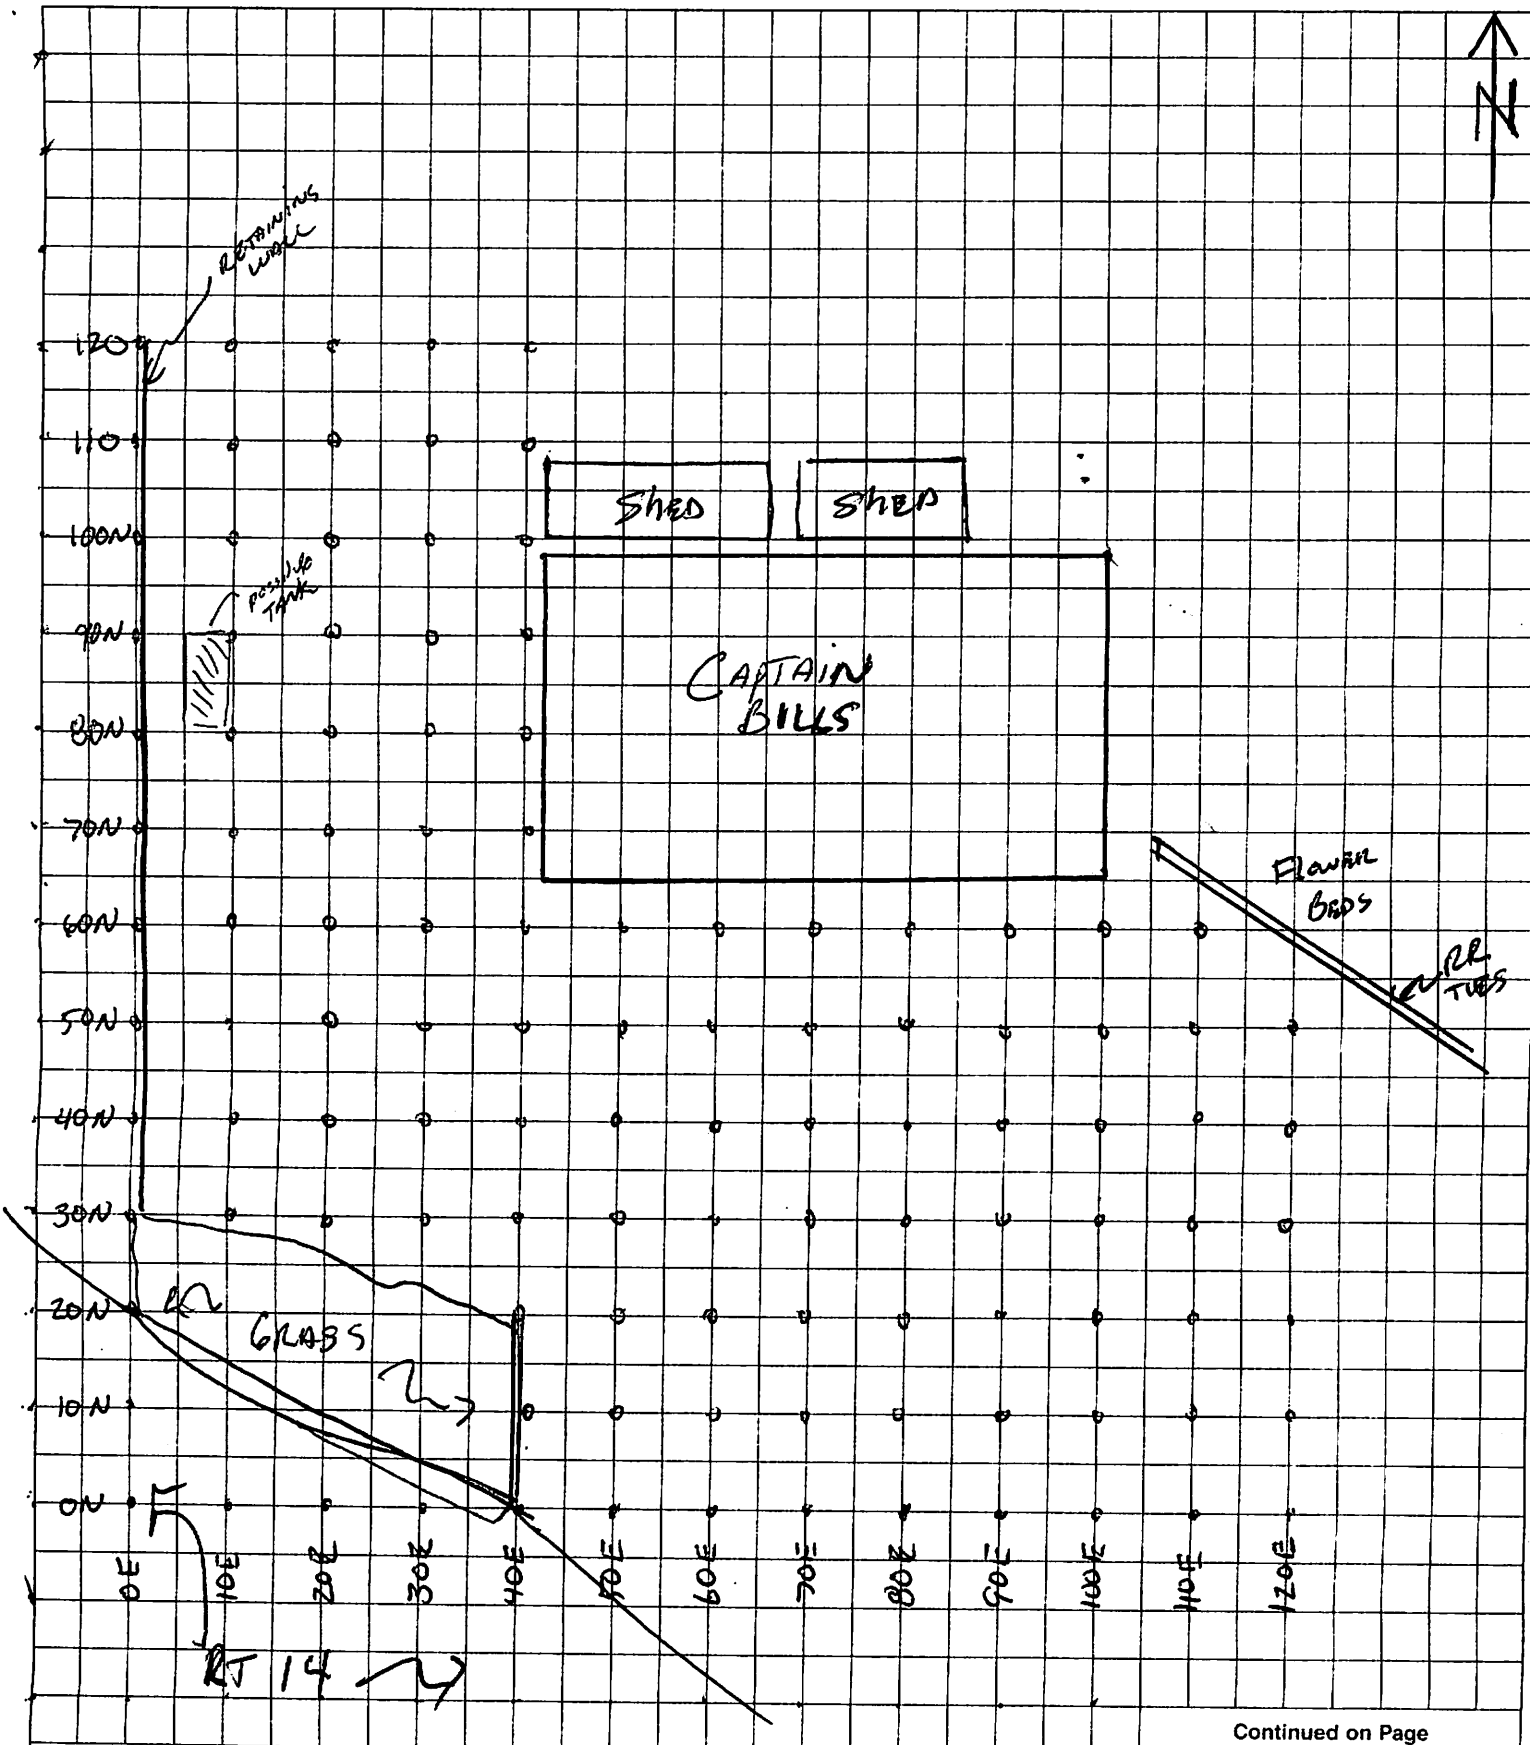 N
RETAINING
WALL
120
110
SHED
SHED
100N
POSSIBLE
TANK
90N
CAPTAIN
BILLS
80N
70N
FLOWER
BEDS
60N
RR
TIES
50N
40N
30N
20N
GRASS
10N
0N
0E
10E
20E
30E
40E
50E
60E
70E
80E
90E
100E
110E
120E
RT 14
Continued on Page